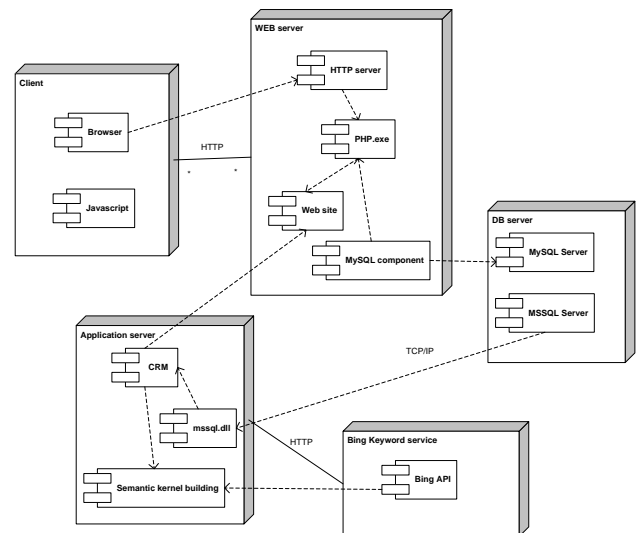 WEB server
HTTP server
Client
Browser
PHP.exe
HTTP
*
*
Javascript
Web site
DB server
MySQL Server
MySQL component
MSSQL Server
Application server
TCP/IP
CRM
mssql.dll
HTTP
Bing Keyword service
Semantic kernel building
Bing API